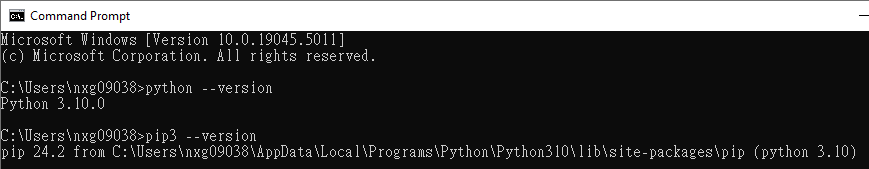 Command Prompt
Microsoft Windows [Version 10.0.19045.5011]
(c) Microsoft Corporation. All rights reserved.
C:\Users\nxg09038>python --version
Python 3.10.0
C:\Users\nxg09038>pip3 --version
pip 24.2 from C:\Users\nxg09038\AppData\Local\Programs\Python\Python310\lib\site-packages\pip (python 3.10)